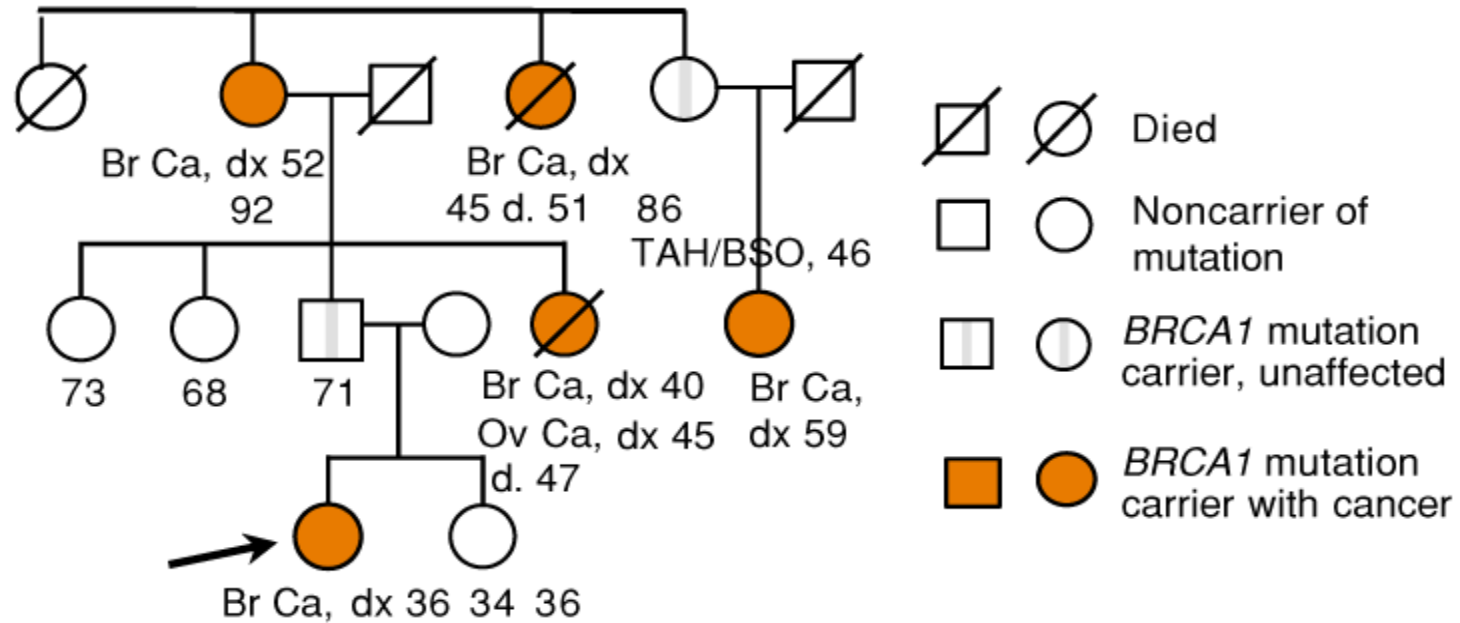 Br Ca, dx 52
92
Br Ca, dx
45 d. 51
86
TAH/BSO, 46
73
68
71
Br Ca, dx 40
Ov Ca, dx 45
d. 47
Br Ca,
dx 59
Br Ca, dx 36 34 36
Died
Noncarrier of
mutation
BRCA1 mutation
carrier, unaffected
BRCA1 mutation
carrier with cancer